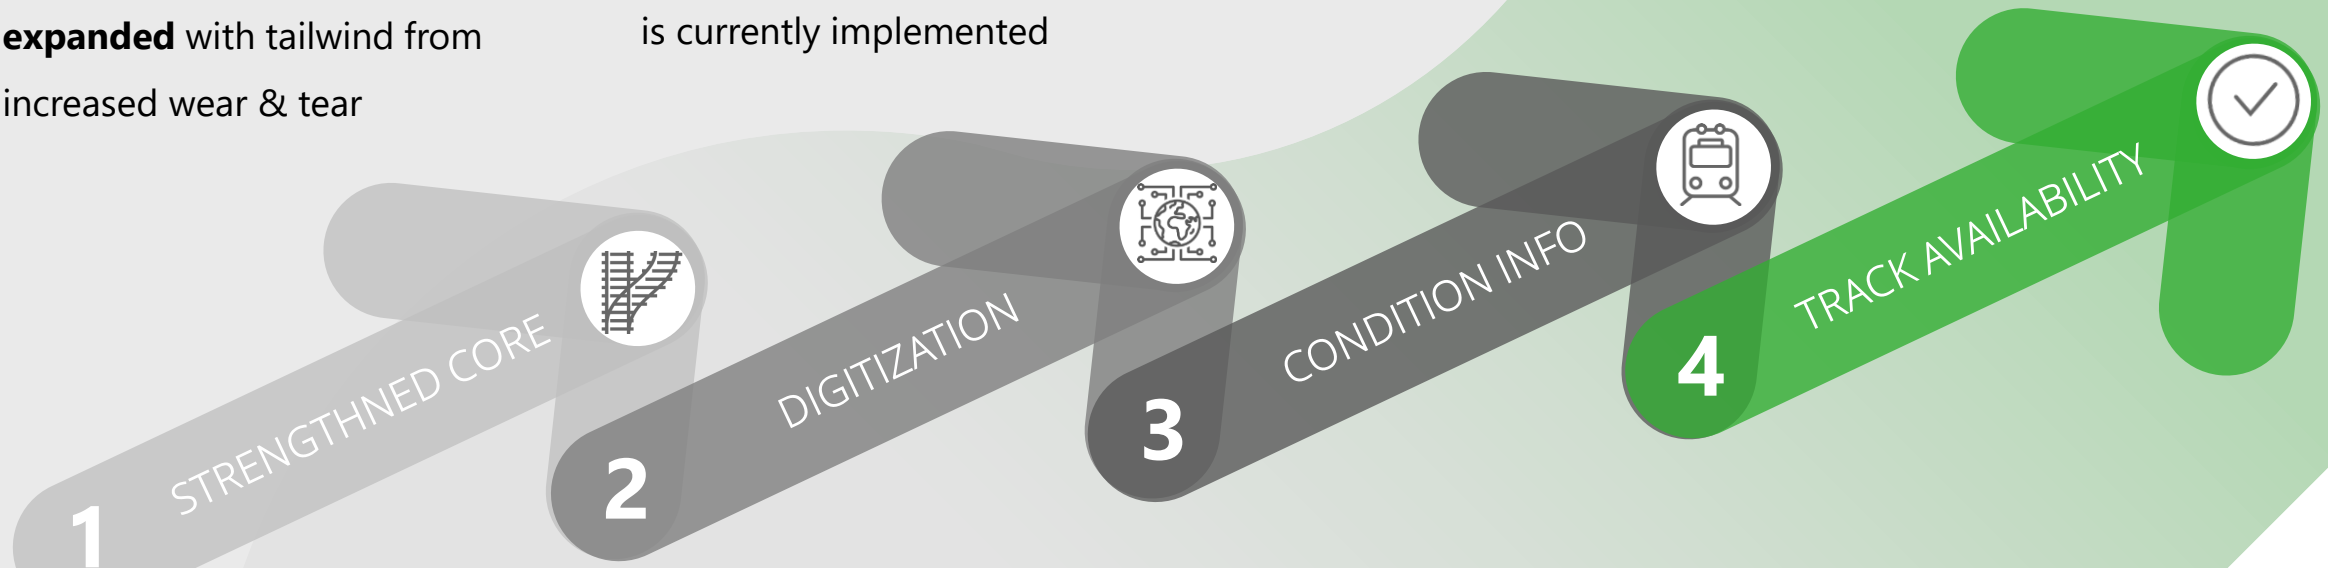 expanded with tailwind from
increased wear & tear
is currently implemented
1
STRENGTHNED CORE
2
DIGITIZATION
3
CONDITION INFO
4
TRACK AVAILABILITY